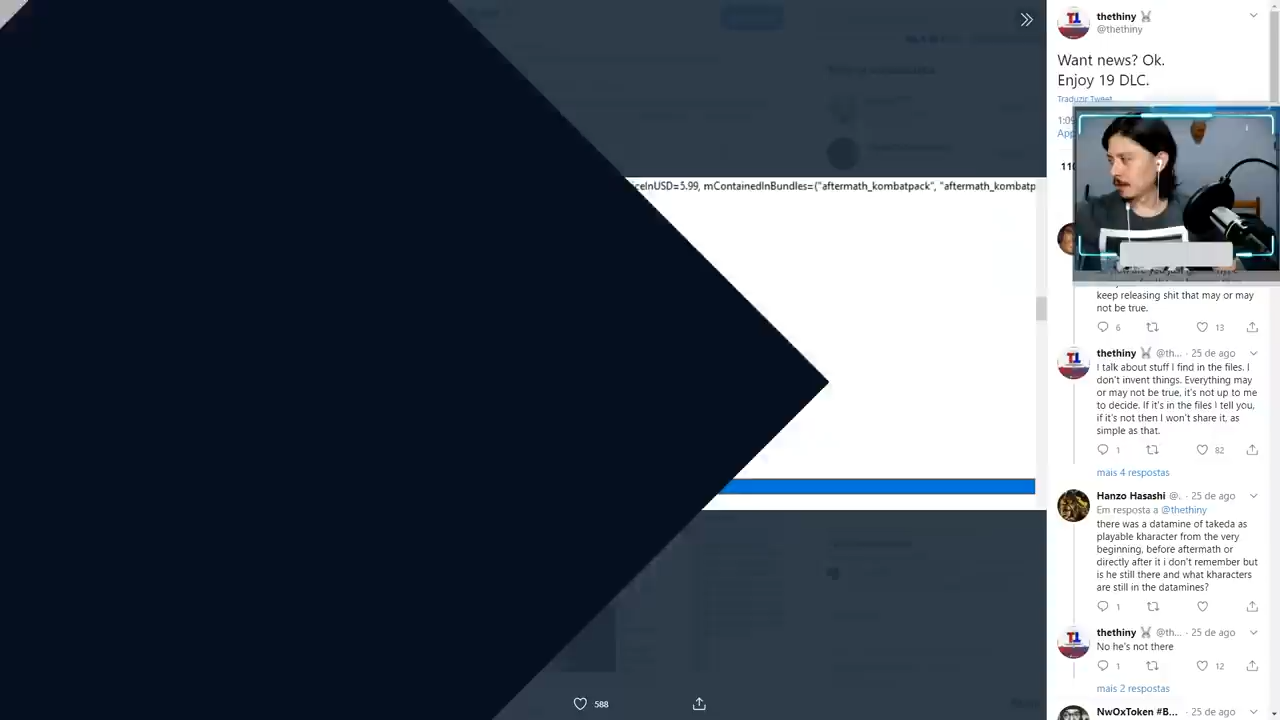 thethiny
@thethiny
Want news? Ok.
Enjoy 19 DLC.
Traduzir Tweet
iceInUSD=5.99, mContainedInBundles=("aftermath_kombatpack", "aftermath_kombatp
keep releasing shit that may or may
not be true.
6 13
thethiny @th... · 25 de ago
I talk about stuff I find in the files. I
don't invent things. Everything may
or may not be true, it's not up to me
to decide. If it's in the files I tell you,
if it's not then I won't share it, as
simple as that.
1 82
mais 4 respostas
Hanzo Hasashi @. · 25 de ago
Em resposta a @thethiny
there was a datamine of takeda as
playable kharacter from the very
beginning, before aftermath or
directly after it i don't remember but
is he still there and what kharacters
are still in the datamines?
1
thethiny @th... · 25 de ago
No he's not there
1 12
mais 2 respostas
588
NwOxToken #B... · 25 de ago